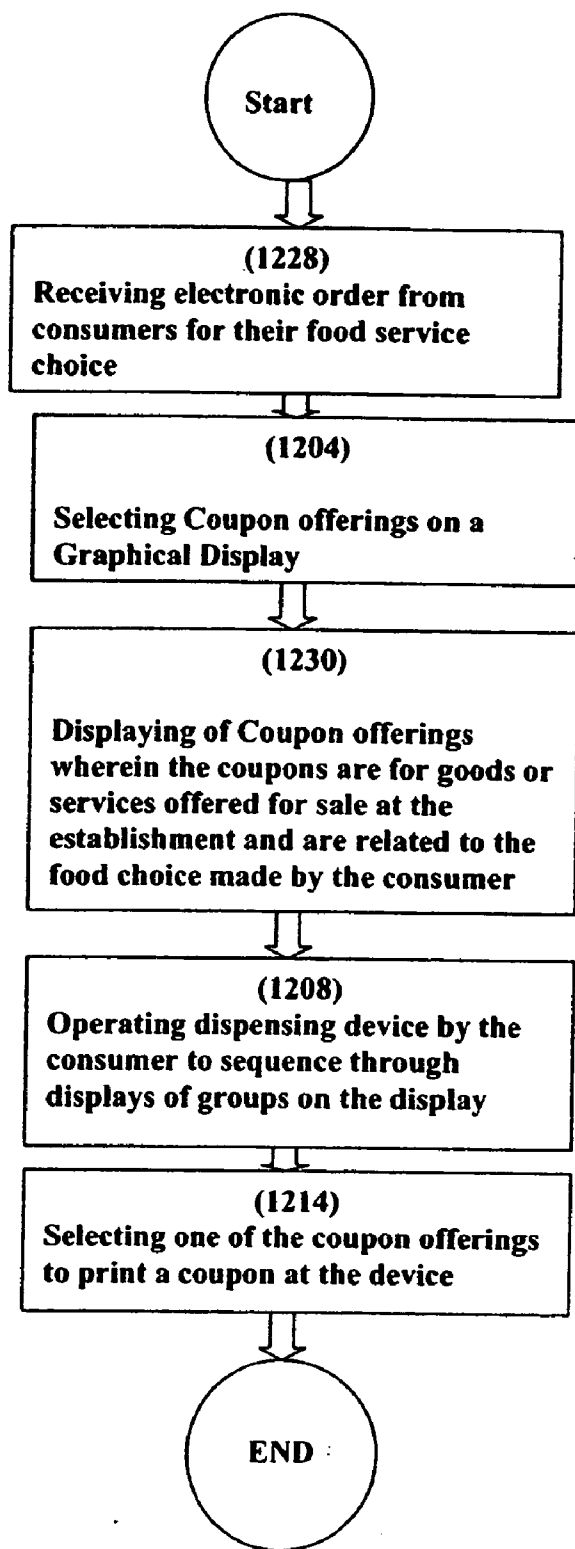 Start
(1228)
Receiving electronic order from
consumers for their food service
choice
(1204)
Selecting Coupon offerings on a
Graphical Display
(1230)
Displaying of Coupon offerings
wherein the coupons are for goods or
services offered for sale at the
establishment and are related to the
food choice made by the consumer
(1208)
Operating dispensing device by the
consumer to sequence through
displays of groups on the display
(1214)
Selecting one of the coupon offerings
to print a coupon at the device
END